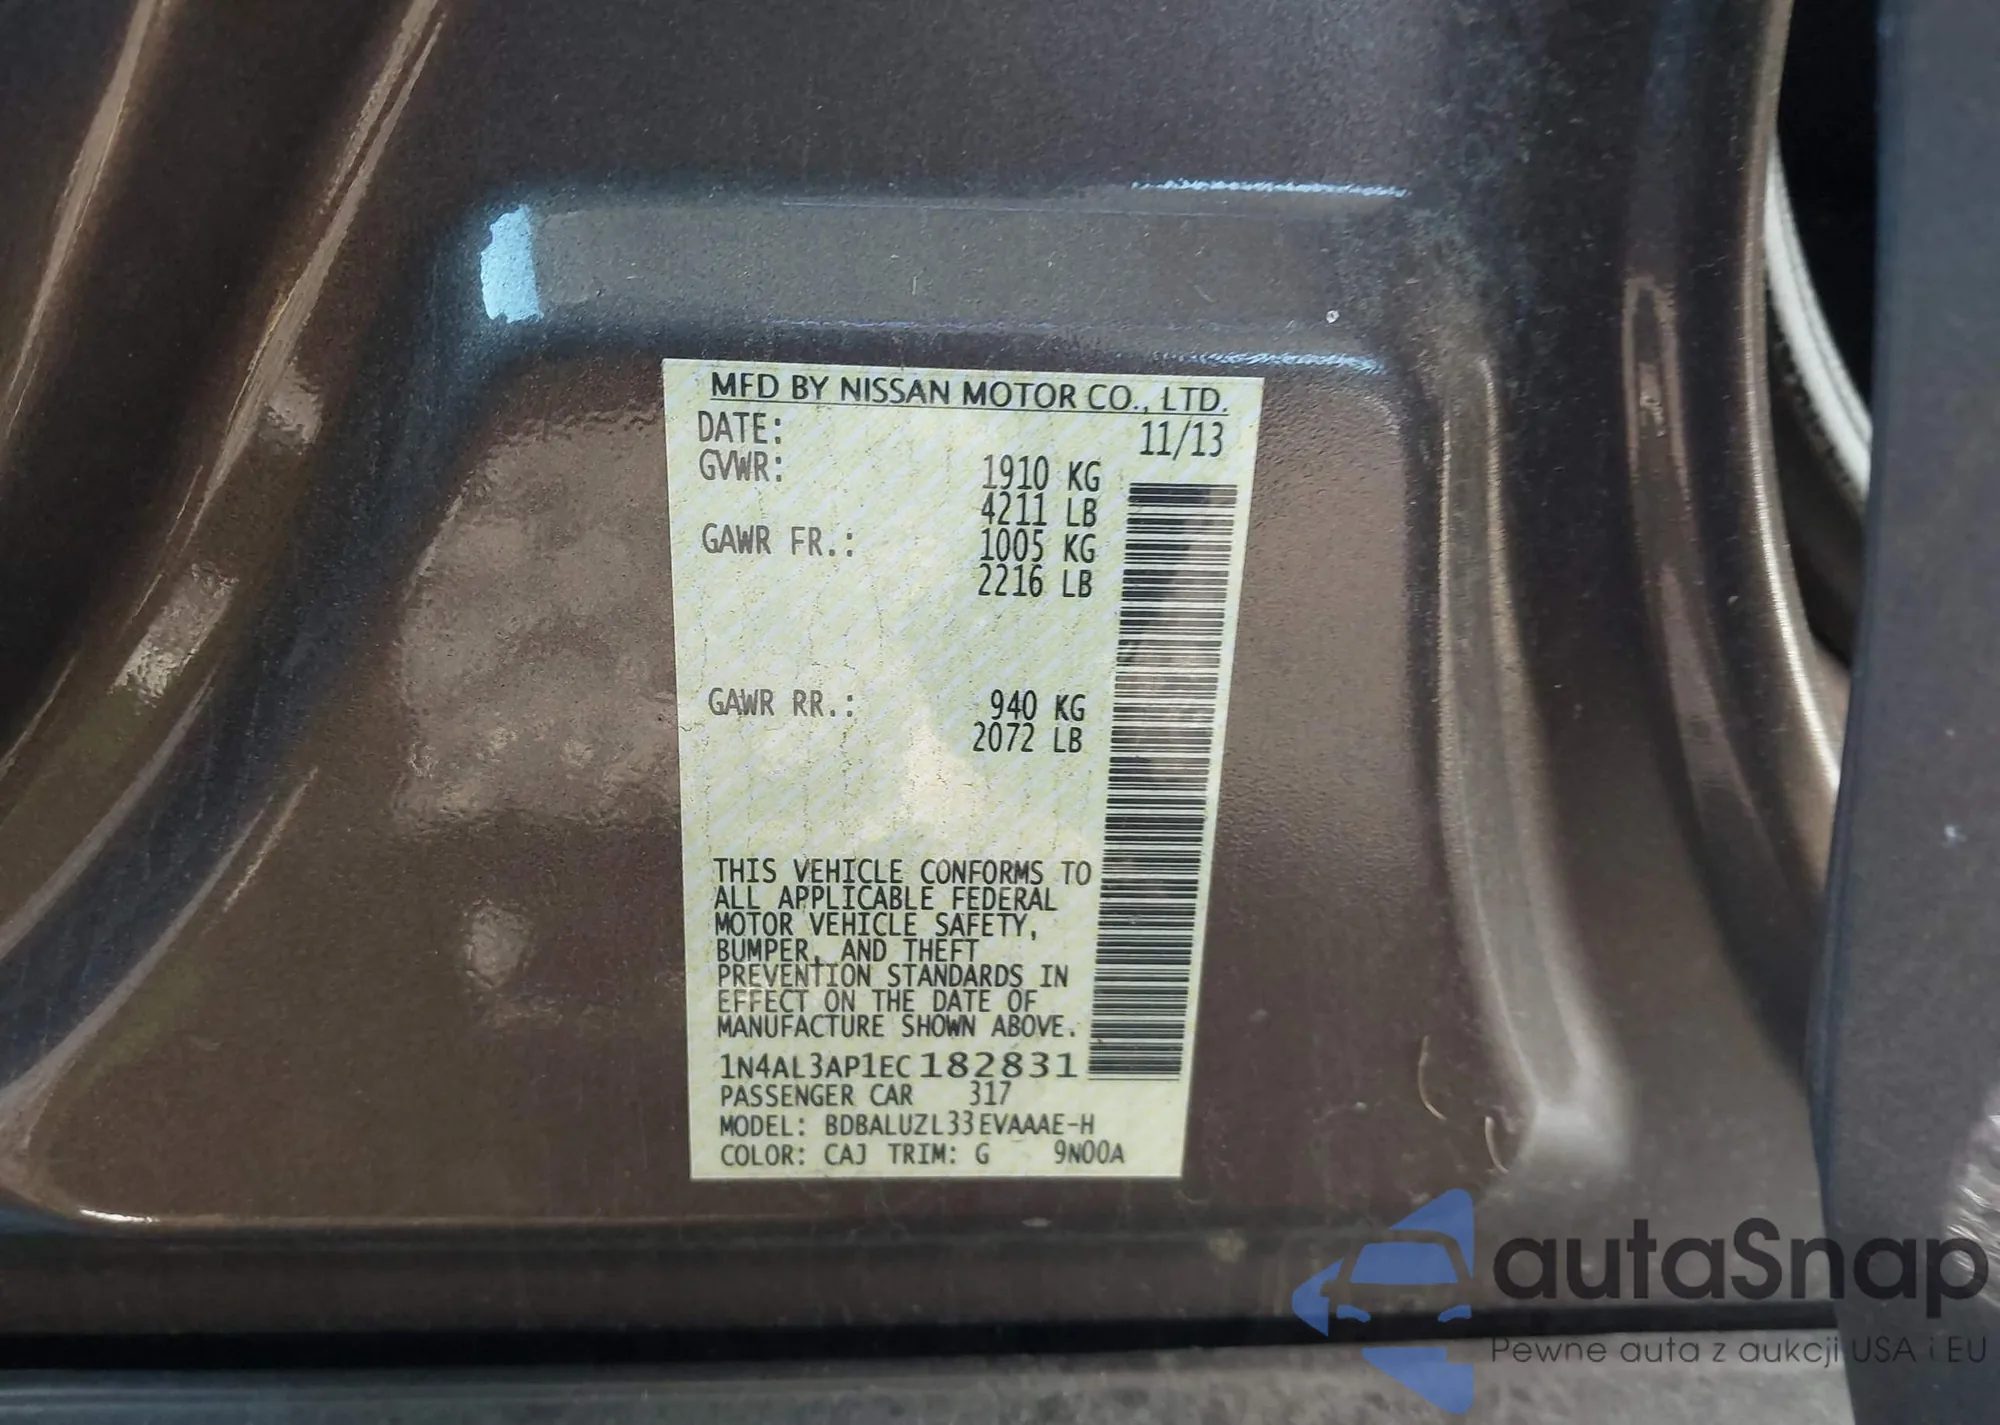 MFD BY NISSAN MOTOR CO., LTD.
DATE: 11/13
GVWR: 1910 KG
4211 LB
GAWR FR.: 1005 KG
2216 LB
GAWR RR.: 940 KG
2072 LB
THIS VEHICLE CONFORMS TO
ALL APPLICABLE FEDERAL
MOTOR VEHICLE SAFETY,
BUMPER, AND THEFT
PREVENTION STANDARDS IN
EFFECT ON THE DATE OF
MANUFACTURE SHOWN ABOVE.
1N4AL3AP1EC182831
PASSENGER CAR 317
MODEL: BDBALUZL33EVAAAE-H
COLOR: CAJ TRIM: G 9N00A
autaSnap
Pewne auta z aukcji USA i EU